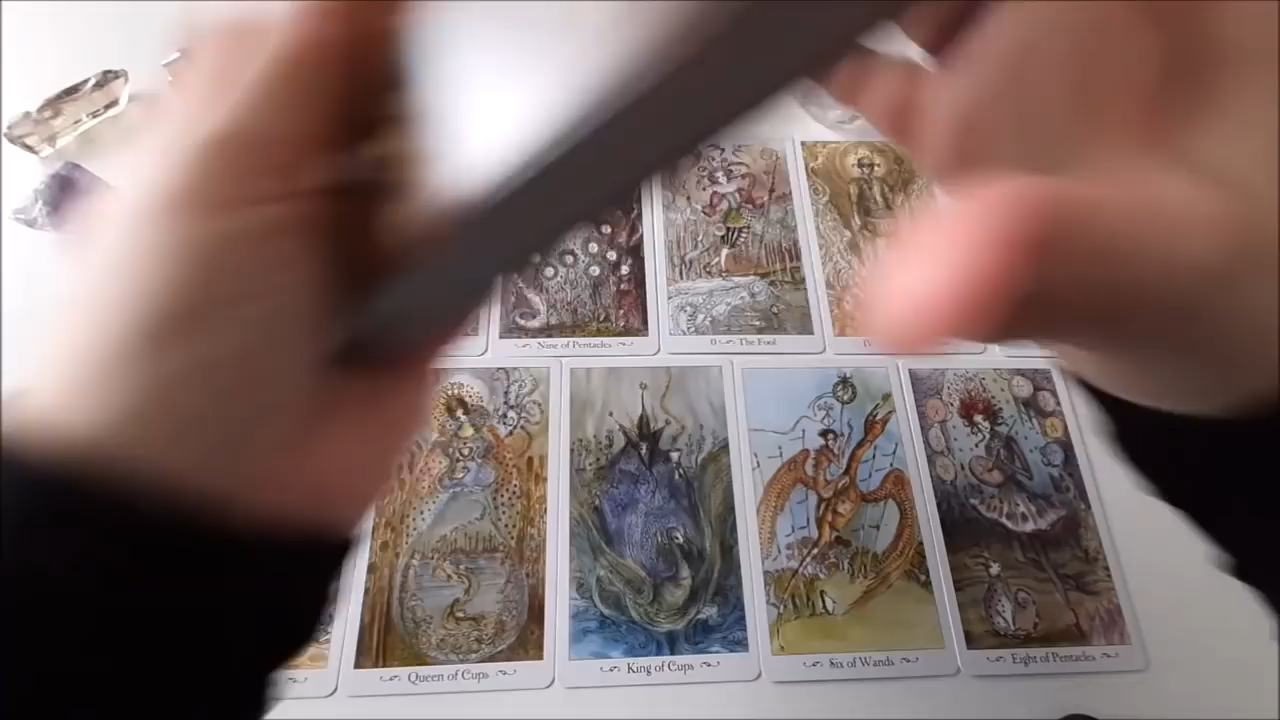 Nine of Pentacles
0 The Fool
Queen of Cups
King of Cups
Six of Wands
Eight of Pentacles